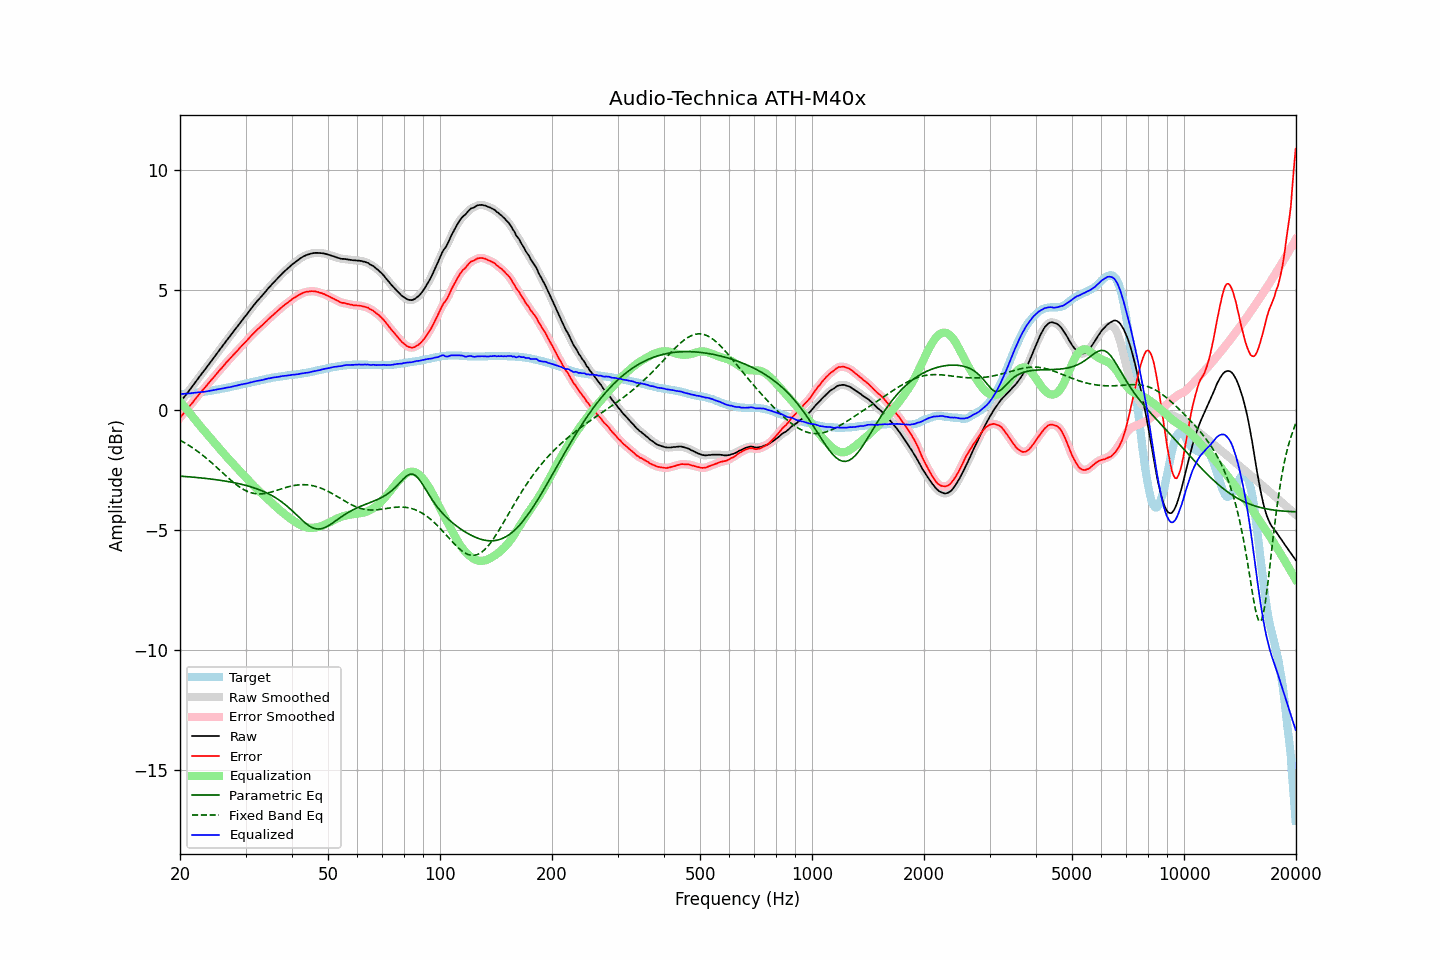 Audio-Technica ATH-M40x
Amplitude (dBr)
10
5
0
−5
−10
−15
Target
Raw Smoothed
Error Smoothed
Raw
Error
Equalization
Parametric Eq
Fixed Band Eq
Equalized
20 50 100 200 500 1000 2000 5000 10000 20000
Frequency (Hz)